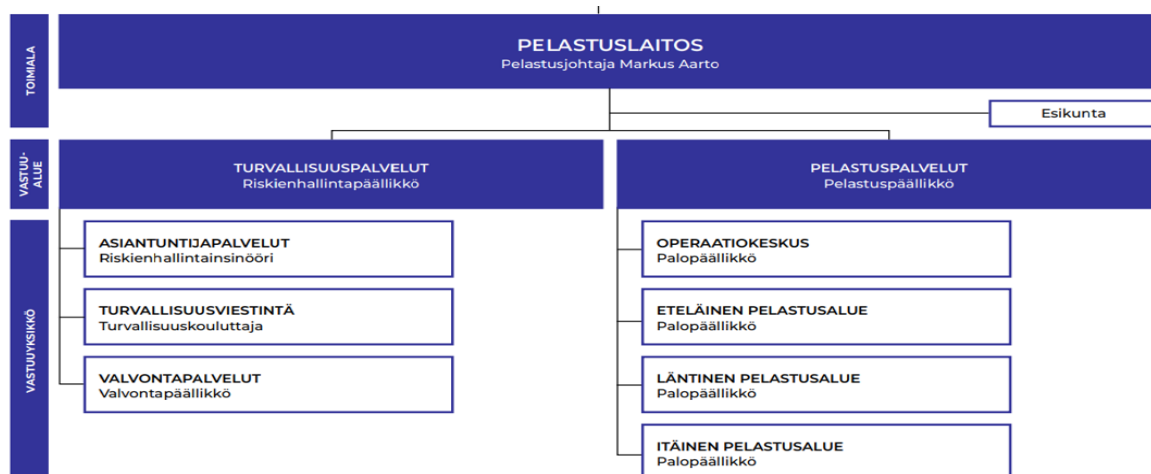 TOIMIALA
PELASTUSLAITOS
Pelastusjohtaja Markus Aarto
Esikunta
VASTUU-
ALUE
TURVALLISUUSPALVELUT
Riskienhallintapäällikkö
PELASTUSPALVELUT
Pelastuspäällikkö
VASTUUYKSIKKÖ
ASIANTUNTIJAPALVELUT
Riskienhallintainsinööri
TURVALLISUUSVIESTINTÄ
Turvallisuuskouluttaja
VALVONTAPALVELUT
Valvontapäällikkö
OPERAATIOKESKUS
Palopäällikkö
ETELÄINEN PELASTUSALUE
Palopäällikkö
LÄNTINEN PELASTUSALUE
Palopäällikkö
ITÄINEN PELASTUSALUE
Palopäällikkö